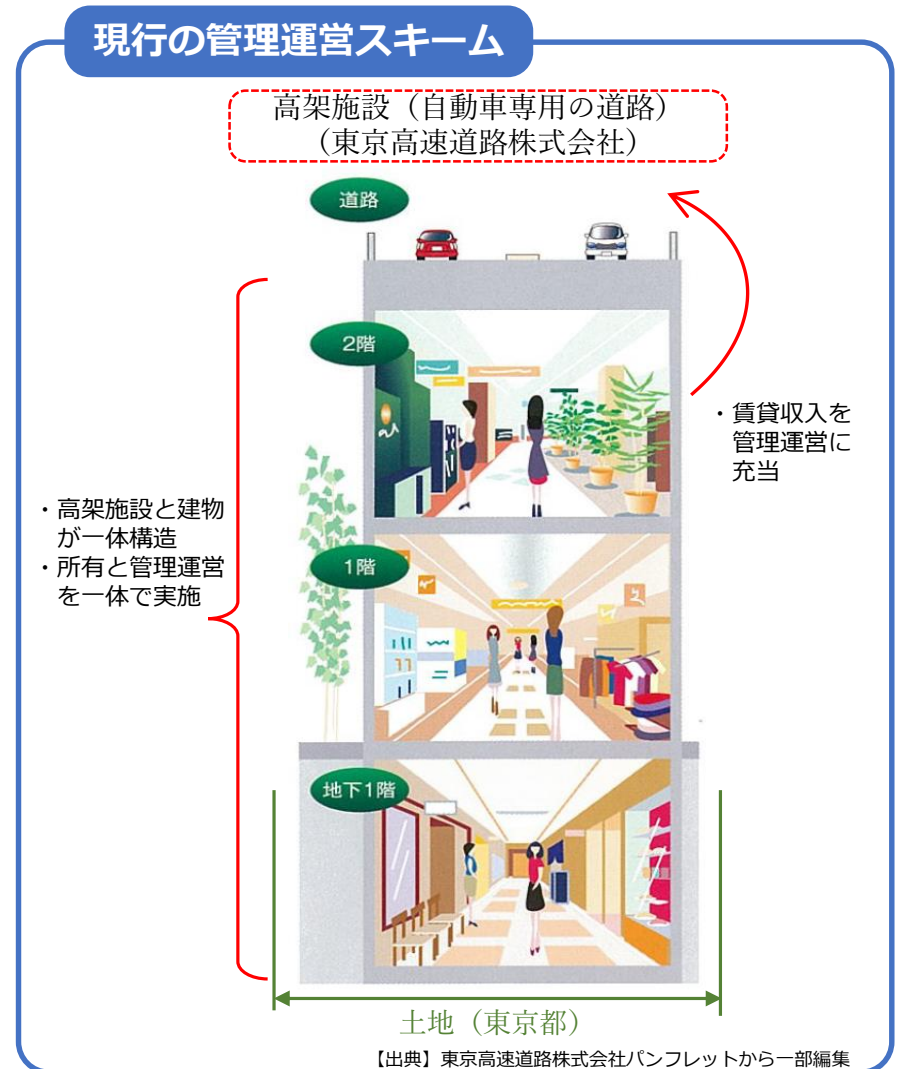 現行の管理運営スキーム
高架施設（自動車専用の道路）
（東京高速道路株式会社）
道路
2階
・賃貸収入を
管理運営に
充当
・高架施設と建物
が一体構造
・所有と管理運営
を一体で実施
1階
地下1階
土地（東京都）
【出典】東京高速道路株式会社パンフレットから一部編集